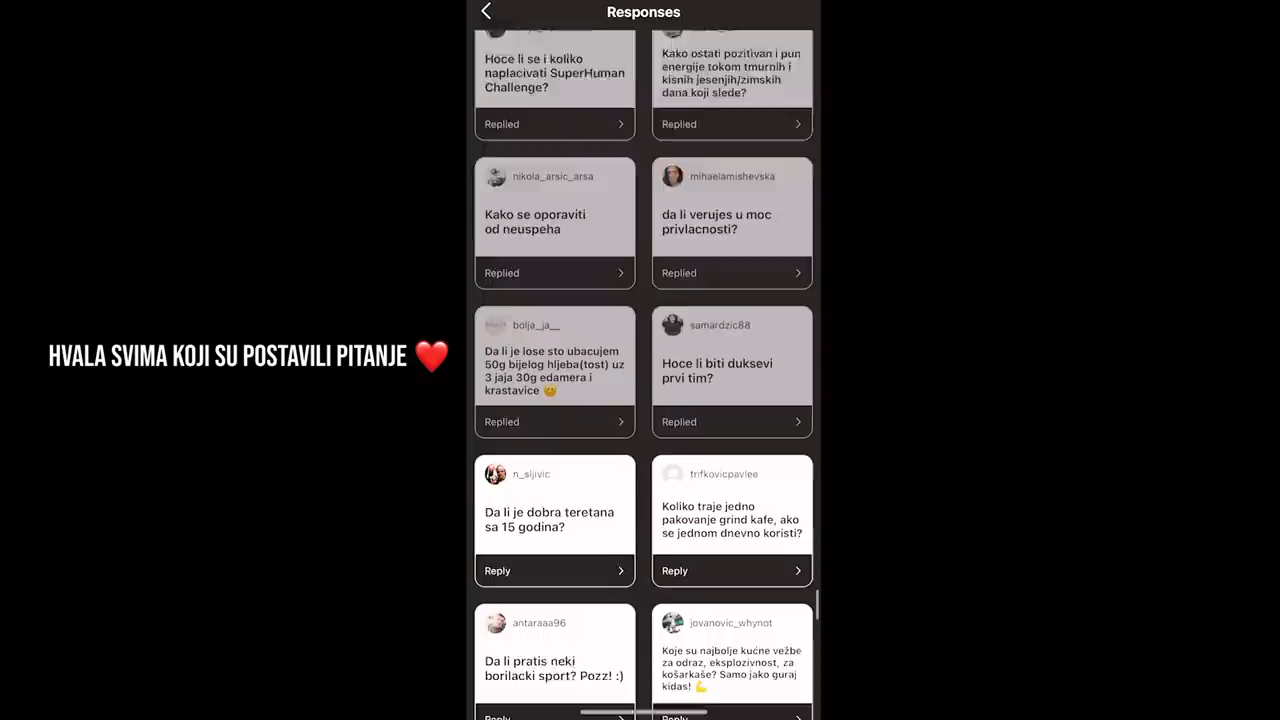 Responses
Hoce li se i koliko
naplacivati SuperHuman
Challenge?
Replied
Kako ostati pozitivan i pun
energije tokom tmurnih i
kisnih jesenjih/zimskih
dana koji slede?
Replied
nikola_arsic_arsa
Kako se oporaviti
od neuspeha
Replied
mihaelamishevska
da li verujes u moc
privlacnosti?
Replied
HVALA SVIMA KOJI SU POSTAVILI PITANJE ❤️
bolja_ja__
Da li je lose sto ubacujem
50g bijelog hljeba(tost) uz
3 jaja 30g edamera i
krastavice 🤓
Replied
samardzic88
Hoce li biti duksevi
prvi tim?
Replied
n_sljivic
Da li je dobra teretana
sa 15 godina?
Reply
trifkovicpavlee
Koliko traje jedno
pakovanje grind kafe, ako
se jednom dnevno koristi?
Reply
antaraaa96
Da li pratis neki
borilacki sport? Pozz! :)
Reply
jovanovic_whynot
Koje su najbolje kućne vežbe
za odraz, eksplozivnost, za
košarkaše? Samo jako guraj
kidas! 💪
Reply